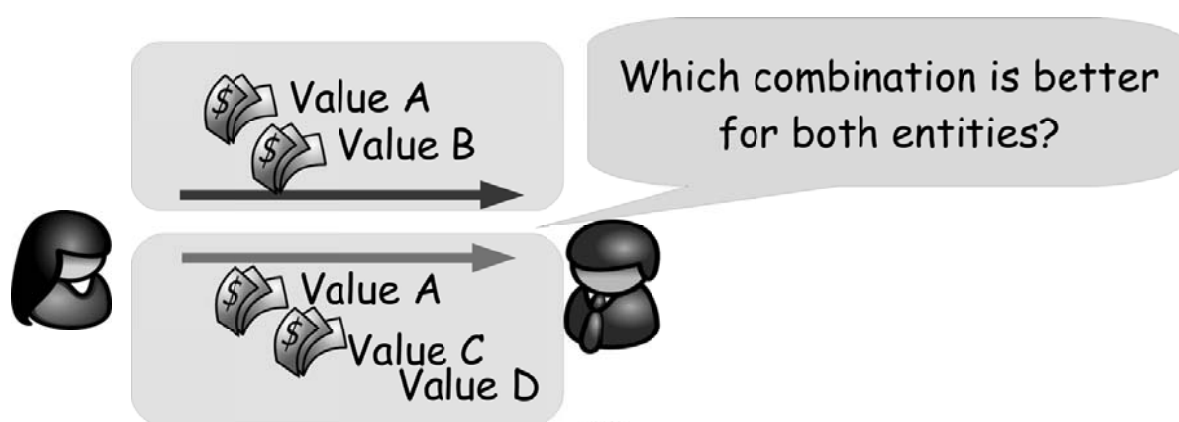 Value A
Value B
Which combination is better
for both entities?
Value A
Value C
Value D